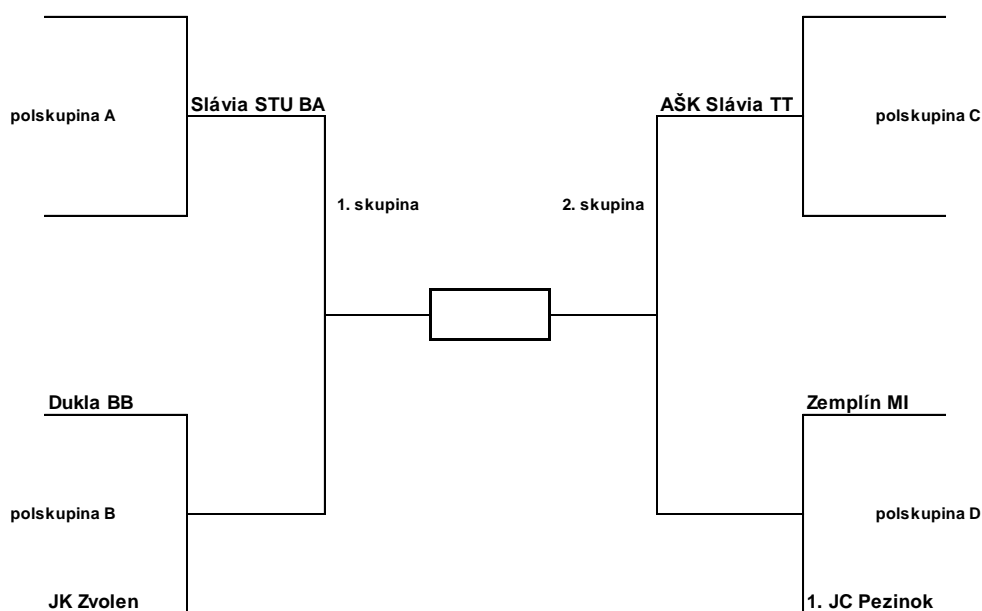 Slávia STU BA
AŠK Slávia TT
polskupina A
polskupina C
1. skupina
2. skupina
Dukla BB
Zemplín MI
polskupina B
polskupina D
JK Zvolen
1. JC Pezinok